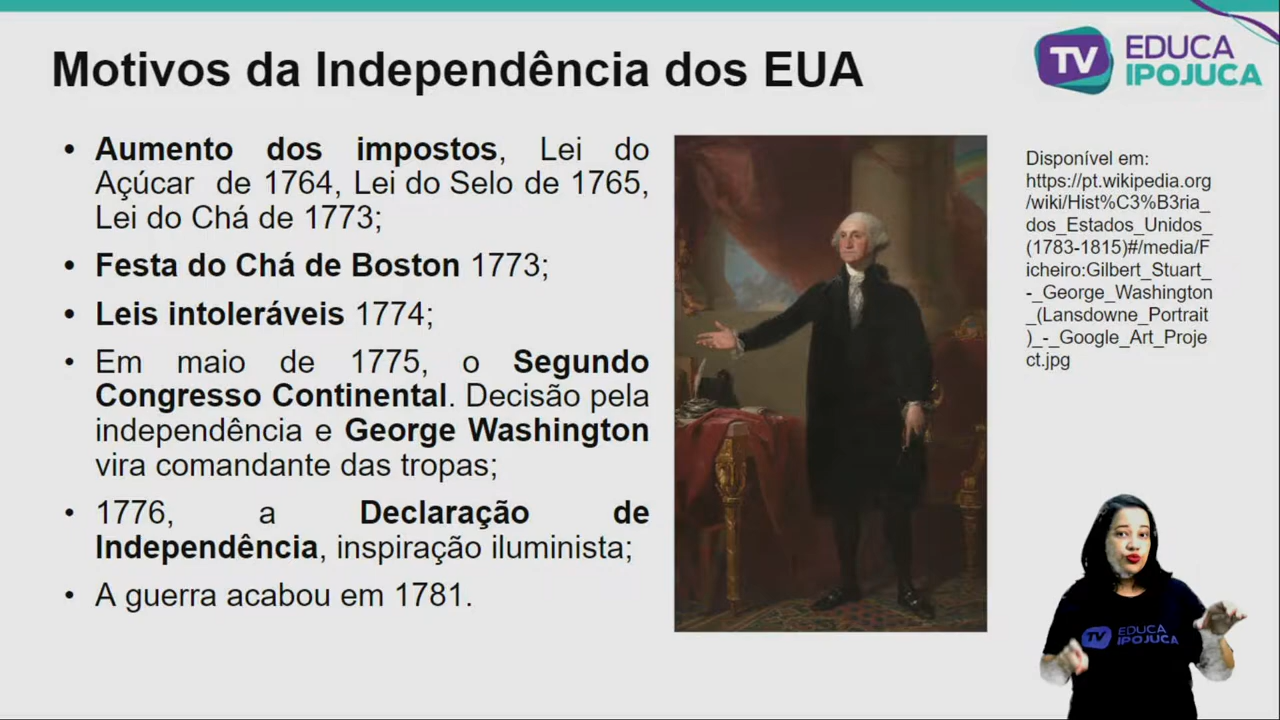 Motivos da Independência dos EUA
TV EDUCA
IPOJUCA
• Aumento dos impostos, Lei do
Açúcar de 1764, Lei do Selo de 1765,
Lei do Chá de 1773;
• Festa do Chá de Boston 1773;
• Leis intoleráveis 1774;
• Em maio de 1775, o Segundo
Congresso Continental. Decisão pela
independência e George Washington
vira comandante das tropas;
• 1776, a Declaração de
Independência, inspiração iluminista;
• A guerra acabou em 1781.
Disponível em:
https://pt.wikipedia.org
/wiki/Hist%C3%B3ria_
dos_Estados_Unidos_
(1783-1815)#/media/F
icheiro:Gilbert_Stuart_
-_George_Washington
_(Lansdowne_Portrait
)_-_Google_Art_Proje
ct.jpg
TV EDUCA
IPOJUCA